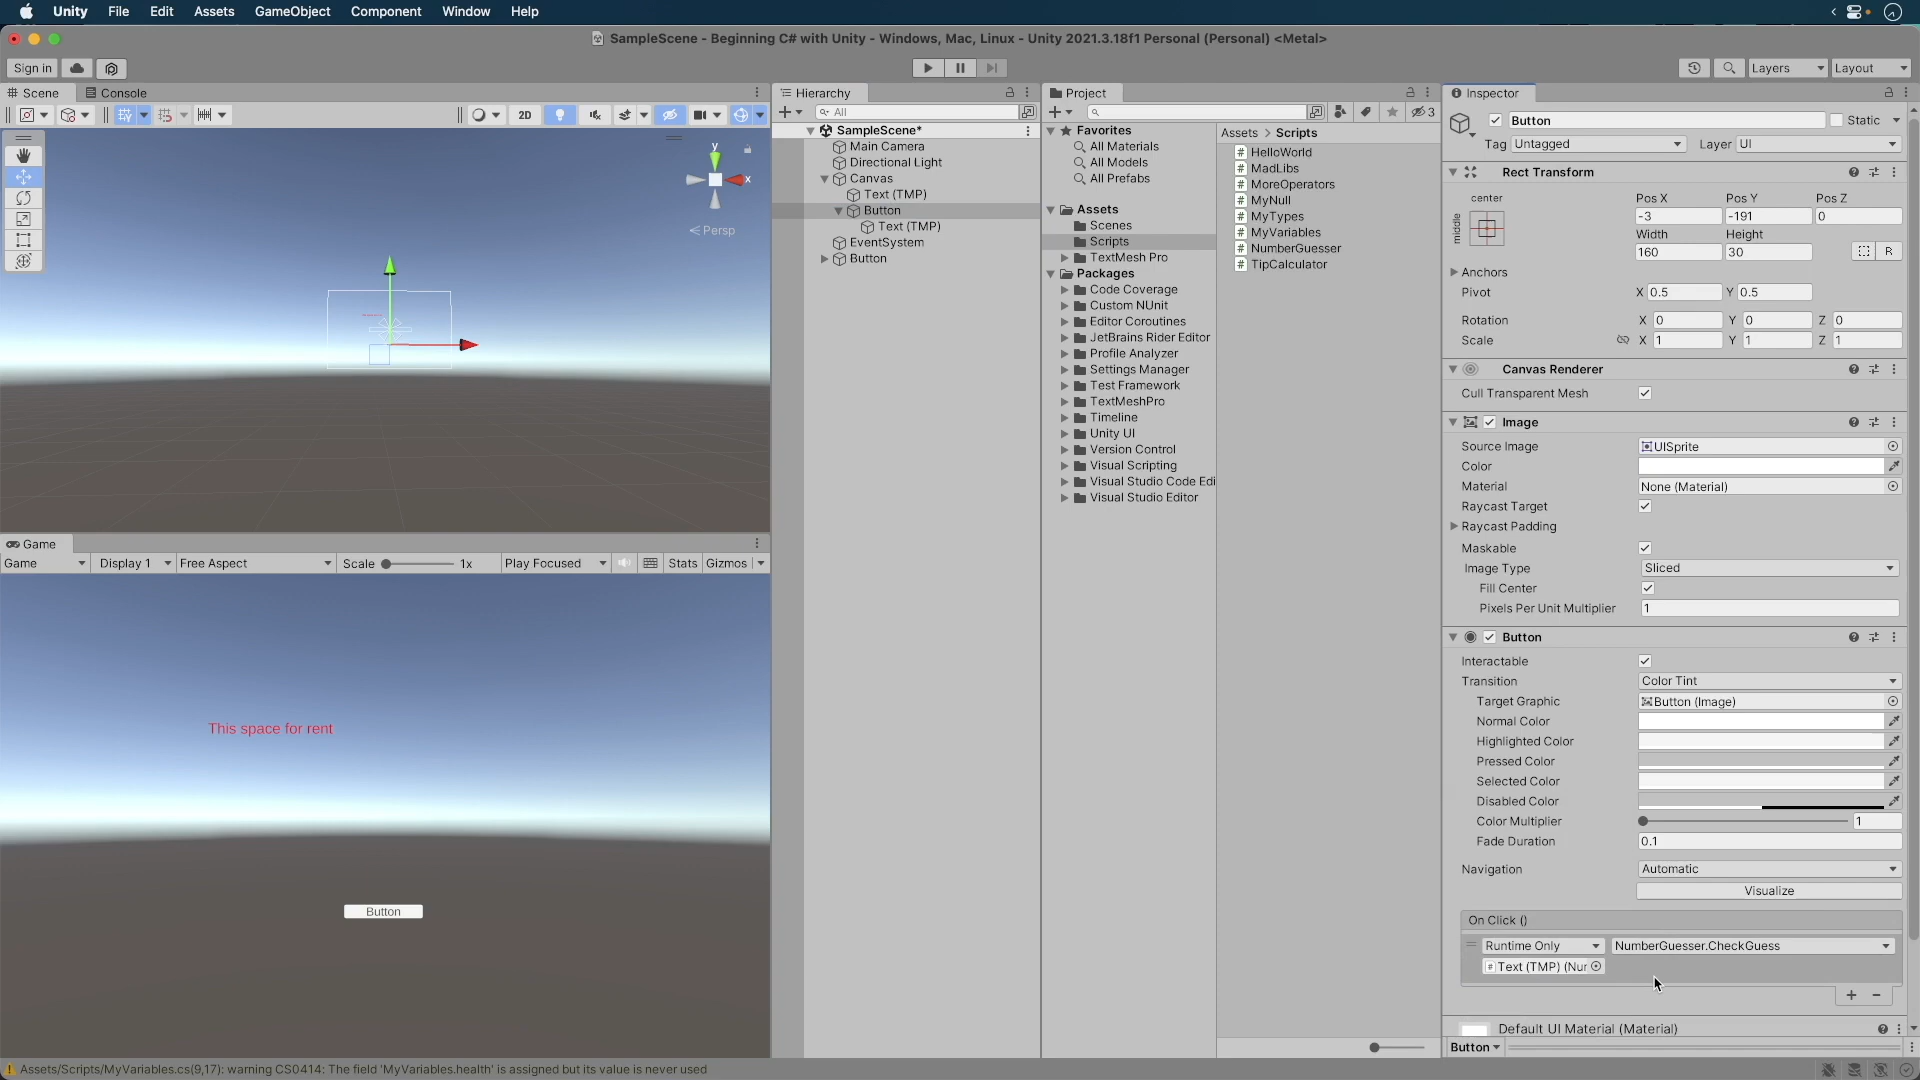 Unity File Edit Assets GameObject Component Window Help
SampleScene - Beginning C# with Unity - Windows, Mac, Linux - Unity 2021.3.18f1 Personal (Personal) <Metal>
Sign in
Layers
Layout
Scene
Console
2D
y
x
Persp
Game
Game
Display 1
Free Aspect
Scale
1x
Play Focused
Stats
Gizmos
This space for rent
Button
Hierarchy
All
SampleScene*
Main Camera
Directional Light
Canvas
Text (TMP)
Button
Text (TMP)
EventSystem
Button
Project
3
Favorites
All Materials
All Models
All Prefabs
Assets
Scenes
Scripts
TextMesh Pro
Packages
Code Coverage
Custom NUnit
Editor Coroutines
JetBrains Rider Editor
Profile Analyzer
Settings Manager
Test Framework
TextMeshPro
Timeline
Unity UI
Version Control
Visual Scripting
Visual Studio Code Edi
Visual Studio Editor
Assets > Scripts
HelloWorld
MadLibs
MoreOperators
MyNull
MyTypes
MyVariables
NumberGuesser
TipCalculator
Inspector
Button
Static
Tag Untagged
Layer UI
Rect Transform
center
middle
Pos X Pos Y Pos Z
-3 -191 0
Width Height
160 30
R
Anchors
Pivot X 0.5 Y 0.5
Rotation X 0 Y 0 Z 0
Scale X 1 Y 1 Z 1
Canvas Renderer
Cull Transparent Mesh
Image
Source Image UISprite
Color
Material None (Material)
Raycast Target
Raycast Padding
Maskable
Image Type Sliced
Fill Center
Pixels Per Unit Multiplier 1
Button
Interactable
Transition Color Tint
Target Graphic Button (Image)
Normal Color
Highlighted Color
Pressed Color
Selected Color
Disabled Color
Color Multiplier 1
Fade Duration 0.1
Navigation Automatic
Visualize
On Click ()
Runtime Only NumberGuesser.CheckGuess
Text (TMP) (Nur
+ -
Default UI Material (Material)
Button
Assets/Scripts/MyVariables.cs(9,17): warning CS0414: The field 'MyVariables.health' is assigned but its value is never used